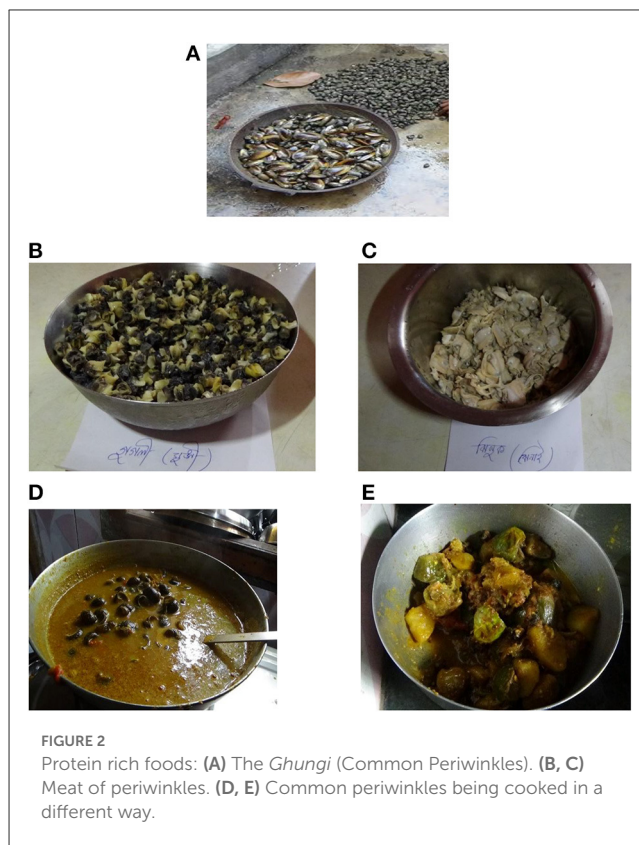 A
B
C
গুগলী
ঝিনুক
D
E
FIGURE 2
Protein rich foods: (A) The Ghungi (Common Periwinkles). (B, C)
Meat of periwinkles. (D, E) Common periwinkles being cooked in a
different way.